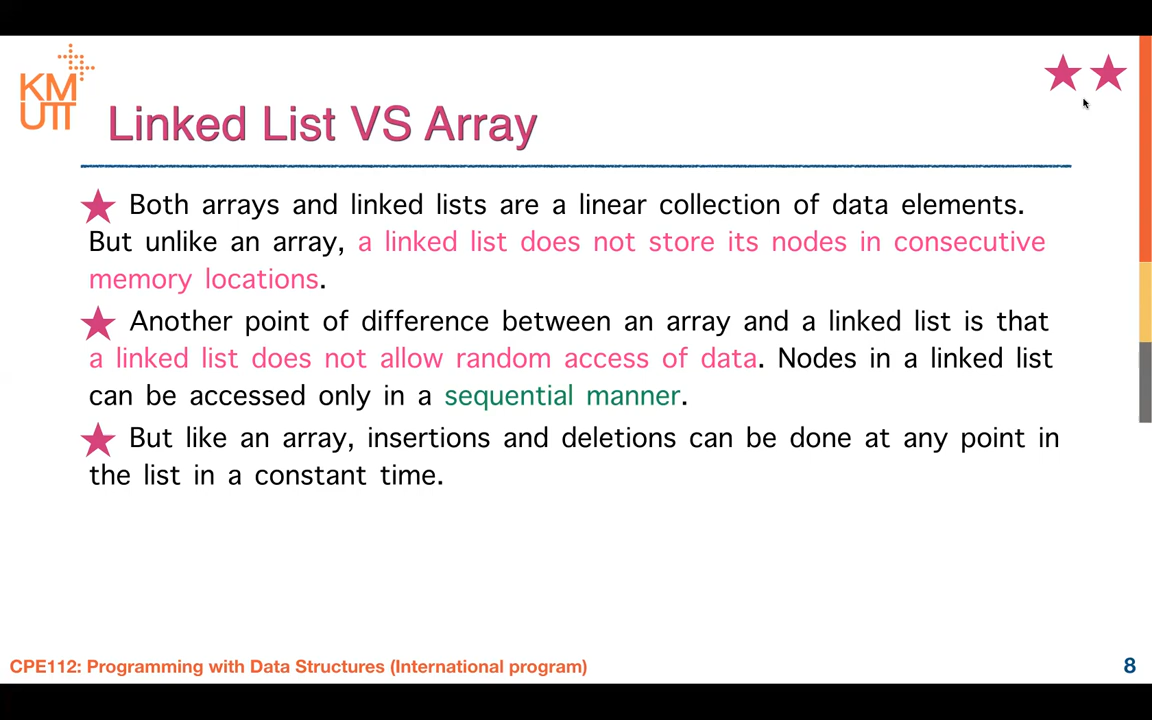 KM
UTT
Linked List VS Array
Both arrays and linked lists are a linear collection of data elements.
But unlike an array, a linked list does not store its nodes in consecutive
memory locations.
Another point of difference between an array and a linked list is that
a linked list does not allow random access of data. Nodes in a linked list
can be accessed only in a sequential manner.
But like an array, insertions and deletions can be done at any point in
the list in a constant time.
CPE112: Programming with Data Structures (International program)
8